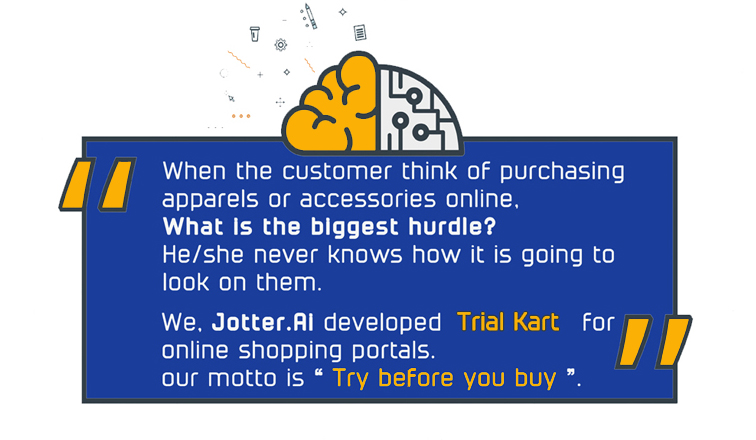 When the customer think of purchasing
apparels or accessories online,
What is the biggest hurdle?
He/she never knows how it is going to
look on them.
We, Jotter.Ai developed Trial Kart for
online shopping portals.
our motto is “ Try before you buy ”.